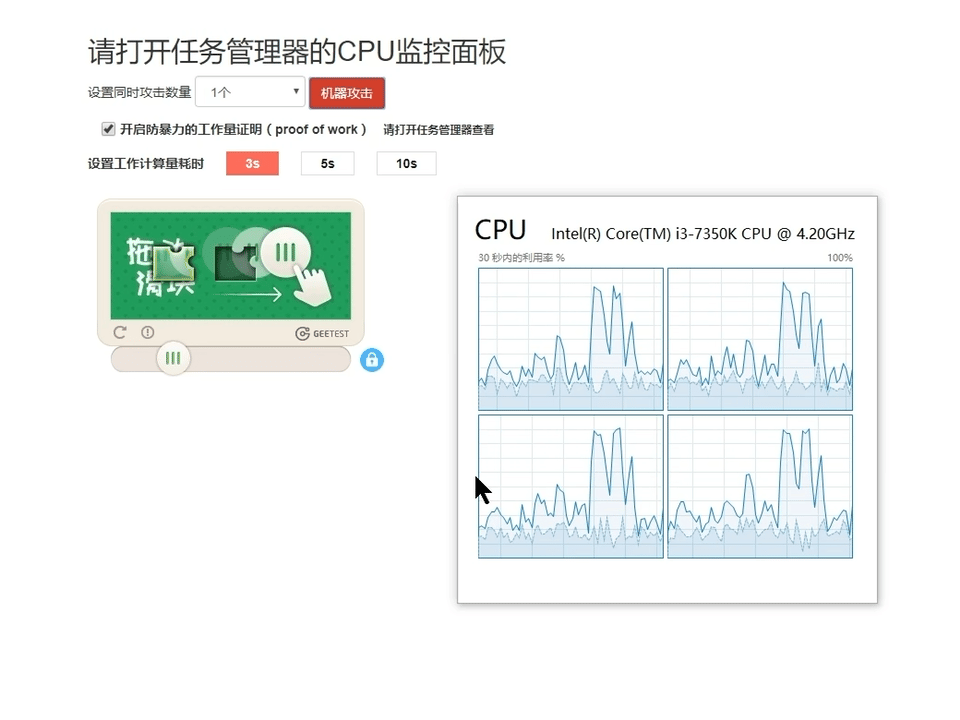 请打开任务管理器的CPU监控面板
设置同时攻击数量 1个 机器攻击
开启防暴力的工作量证明（proof of work） 请打开任务管理器查看
设置工作计算量耗时 3s 5s 10s
拖动
滑块
GEETEST
CPU Intel(R) Core(TM) i3-7350K CPU @ 4.20GHz
30 秒内的利用率 % 100%